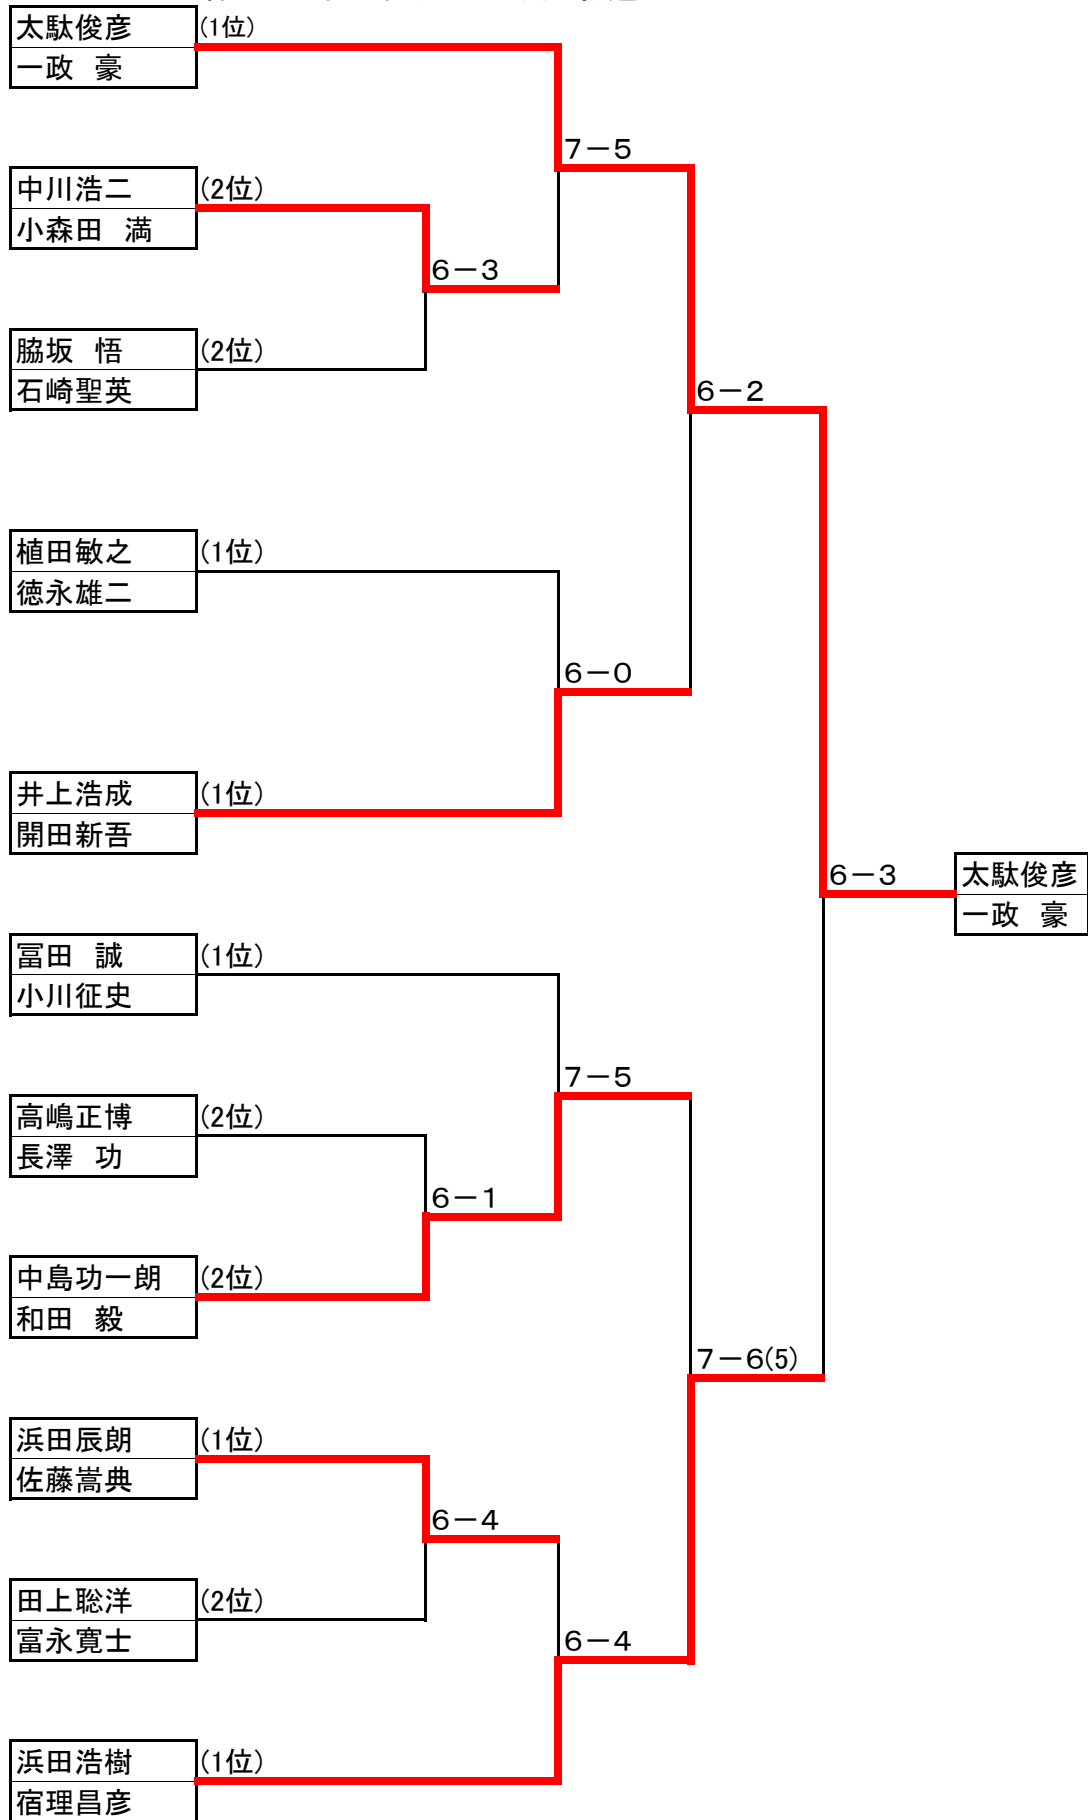 太駄俊彦 (1位)
一政 豪
7－5
中川浩二 (2位)
小森田 満
6－3
脇坂 悟 (2位)
石崎聖英
6－2
植田敏之 (1位)
徳永雄二
6－0
井上浩成 (1位)
開田新吾
6－3 太駄俊彦
一政 豪
冨田 誠 (1位)
小川征史
7－5
高嶋正博 (2位)
長澤 功
6－1
中島功一朗 (2位)
和田 毅
7－6(5)
浜田辰朗 (1位)
佐藤嵩典
6－4
田上聡洋 (2位)
富永寛士
6－4
浜田浩樹 (1位)
宿理昌彦